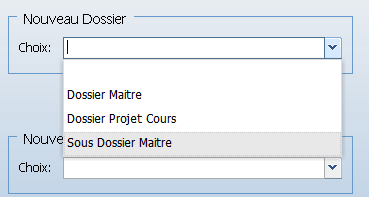 Nouveau Dossier
Choix:
Dossier Maitre
Dossier Projet Cours
Sous Dossier Maitre
Nouve
Choix: